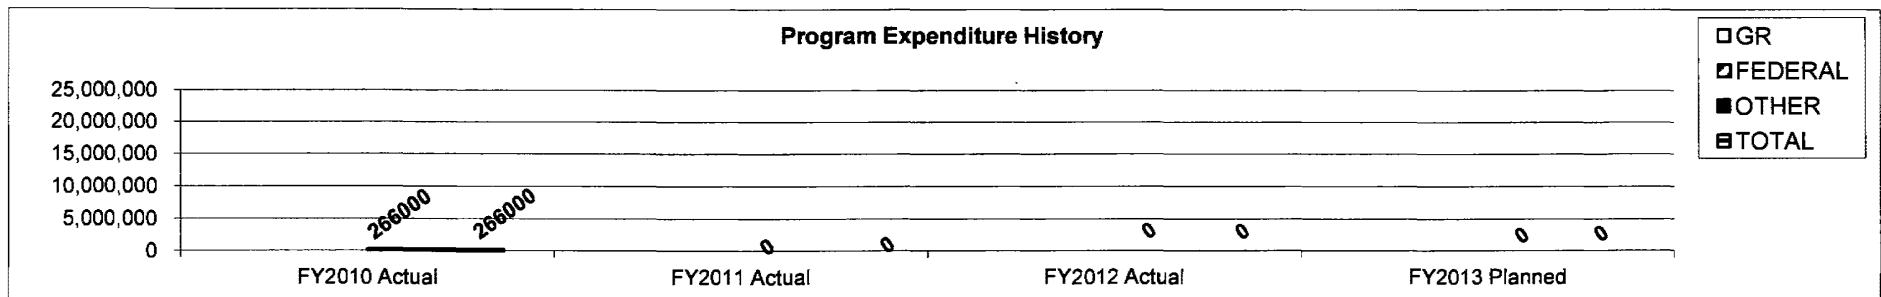 Program Expenditure History
GR
FEDERAL
OTHER
TOTAL
25,000,000
20,000,000
15,000,000
10,000,000
5,000,000
0
266000
266000
0
0
0
0
0
0
FY2010 Actual
FY2011 Actual
FY2012 Actual
FY2013 Planned